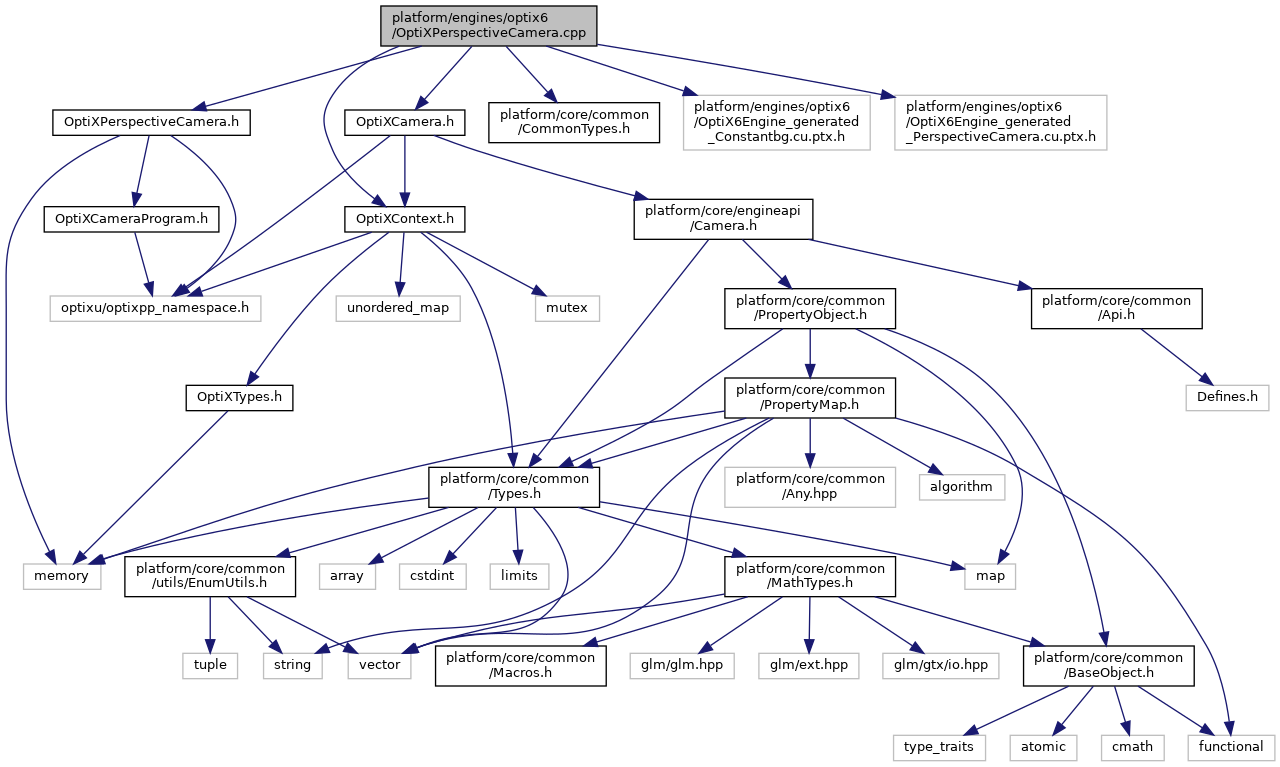 platform/engines/optix6
/OptiXPerspectiveCamera.cpp
OptiXPerspectiveCamera.h
OptiXCamera.h
platform/core/common
/CommonTypes.h
platform/engines/optix6
/OptiX6Engine_generated
_Constantbg.cu.ptx.h
platform/engines/optix6
/OptiX6Engine_generated
_PerspectiveCamera.cu.ptx.h
OptiXCameraProgram.h
OptiXContext.h
platform/core/engineapi
/Camera.h
optixu/optixpp_namespace.h
unordered_map
mutex
platform/core/common
/PropertyObject.h
platform/core/common
/Api.h
OptiXTypes.h
platform/core/common
/PropertyMap.h
Defines.h
platform/core/common
/Types.h
platform/core/common
/Any.hpp
algorithm
memory
platform/core/common
/utils/EnumUtils.h
array
cstdint
limits
platform/core/common
/MathTypes.h
map
tuple
string
vector
platform/core/common
/Macros.h
glm/glm.hpp
glm/ext.hpp
glm/gtx/io.hpp
platform/core/common
/BaseObject.h
type_traits
atomic
cmath
functional